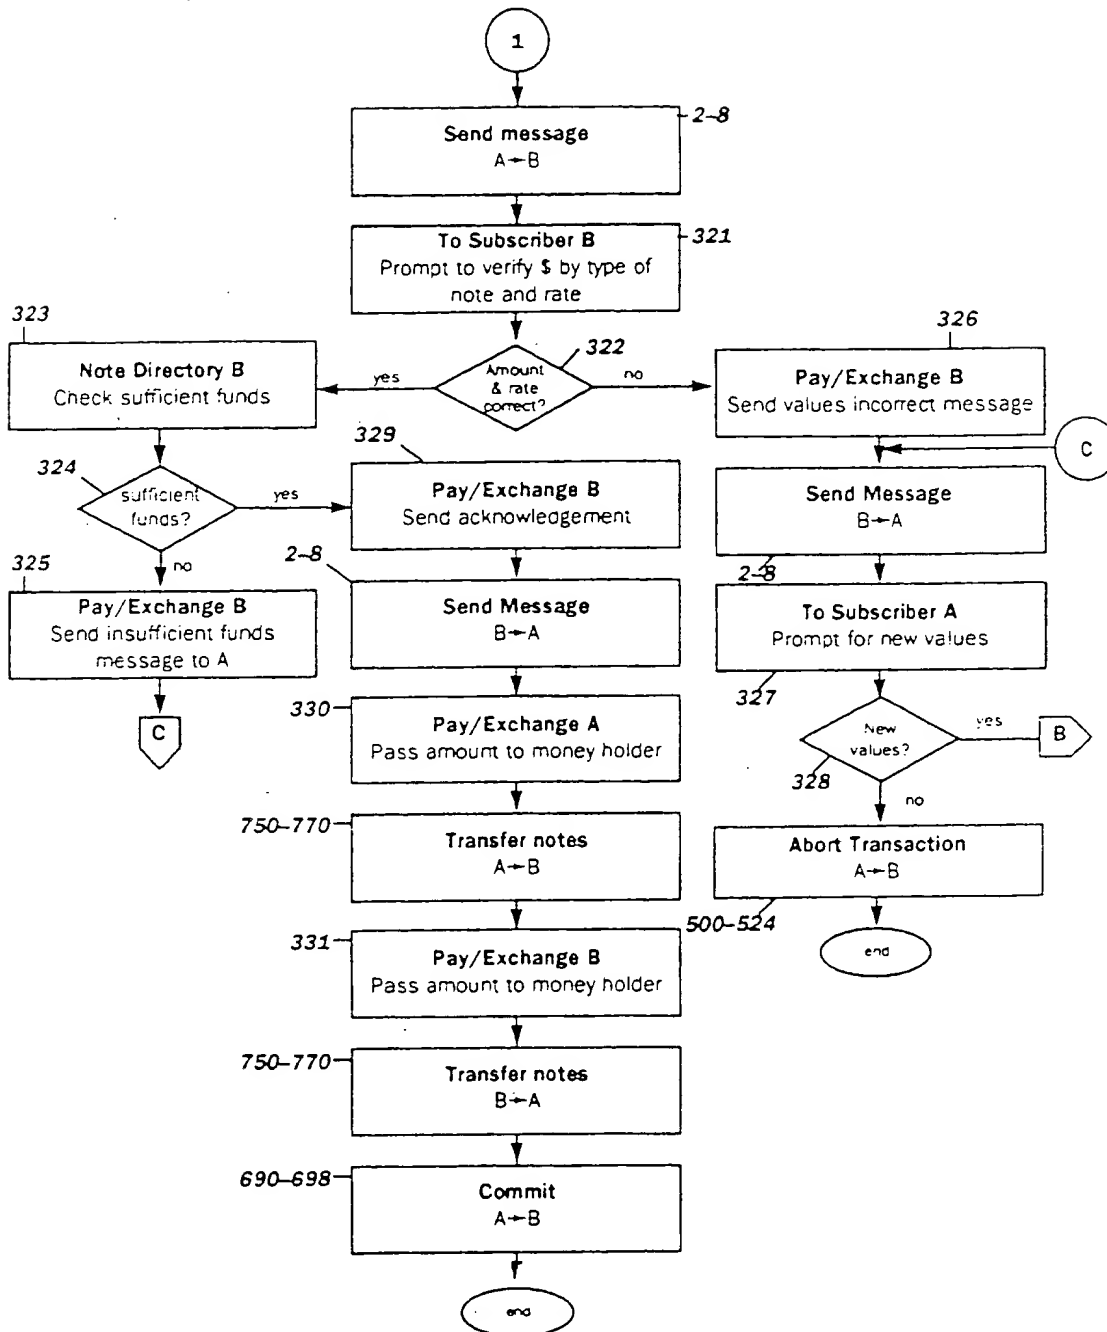 1
2-8
Send message
A→B
321
To Subscriber B
Prompt to verify $ by type of
note and rate
323
Note Directory B
Check sufficient funds
yes
322
Amount
& rate
correct?
no
326
Pay/Exchange B
Send values incorrect message
C
324
sufficient
funds?
yes
no
329
Pay/Exchange B
Send acknowledgement
Send Message
B→A
2-8
325
Pay/Exchange B
Send insufficient funds
message to A
C
2-8
Send Message
B→A
To Subscriber A
Prompt for new values
327
330
Pay/Exchange A
Pass amount to money holder
New
values?
328
yes
B
no
750-770
Transfer notes
A→B
Abort Transaction
A→B
500-524
end
331
Pay/Exchange B
Pass amount to money holder
750-770
Transfer notes
B→A
690-698
Commit
A→B
end